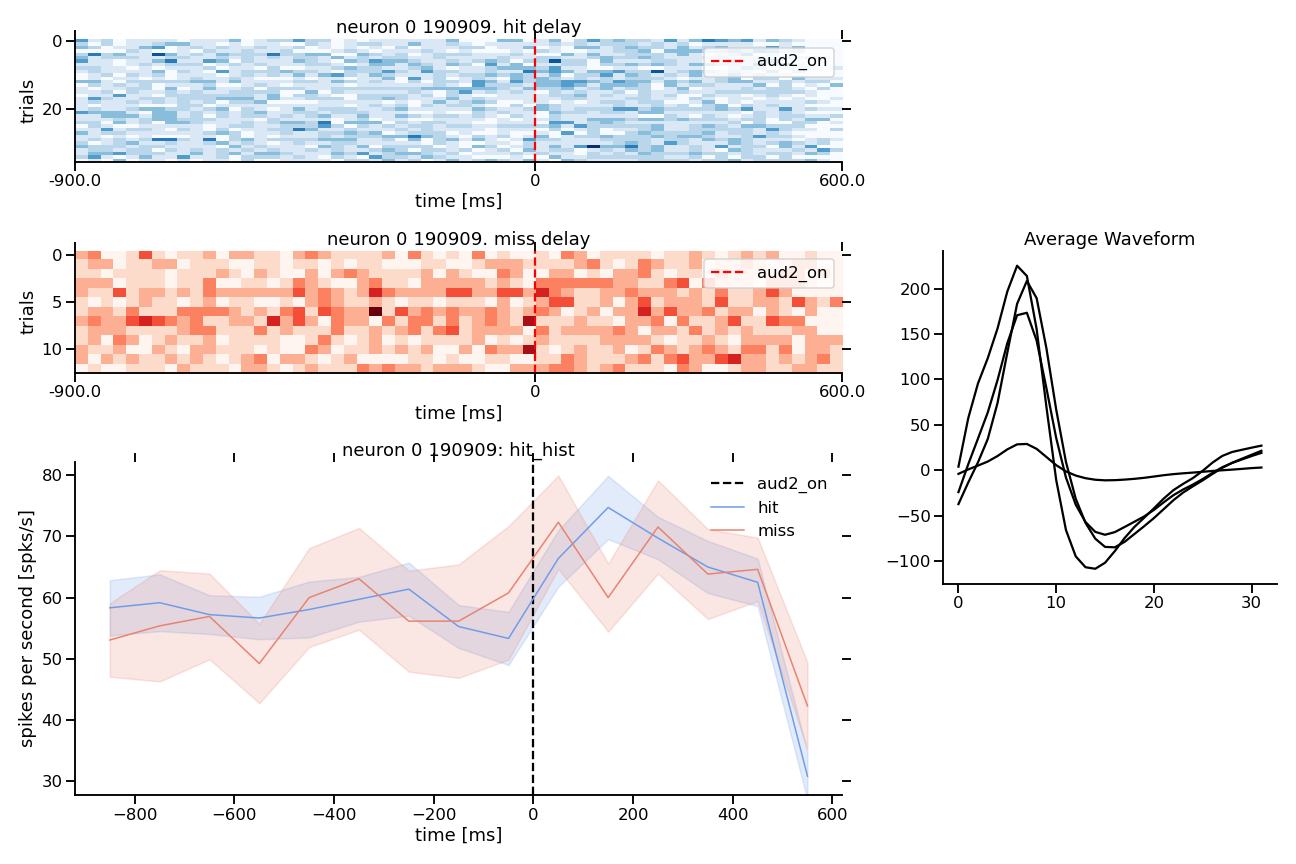 neuron 0 190909. hit delay
0
20
trials
aud2_on
-900.0
0
600.0
time [ms]
neuron 0 190909. miss delay
0
5
10
trials
aud2_on
-900.0
0
600.0
time [ms]
neuron 0 190909: hit_hist
80
70
60
50
40
30
spikes per second [spks/s]
aud2_on
hit
miss
−800
−600
−400
−200
0
200
400
600
time [ms]
Average Waveform
200
150
100
50
0
−50
−100
0
10
20
30